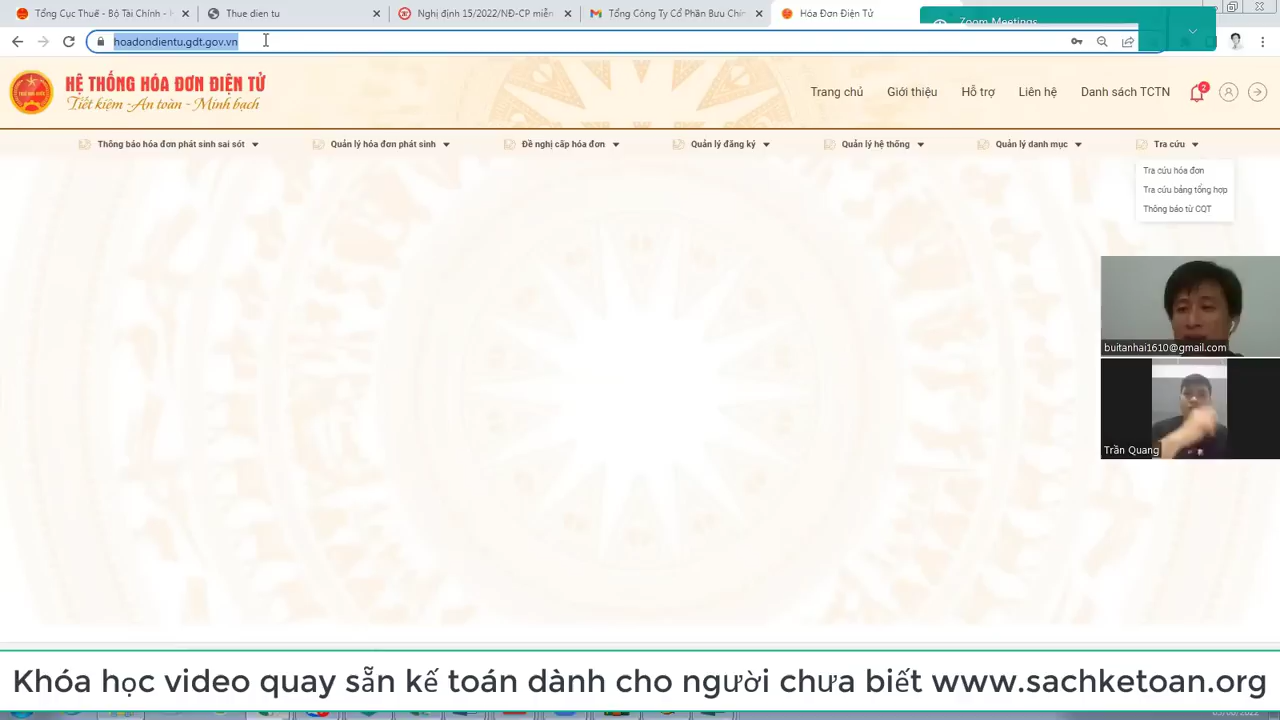 Tổng Cục Thuế - Bộ Tài Chính -
Thue dien tu
Nghị định 15/2022/NĐ-CP miễn
Tổng Công Ty Cổ Phần Bưu Chín
Hóa Đơn Điện Tử
Zoom Meetings
hoadondientu.gdt.gov.vn
HỆ THỐNG HÓA ĐƠN ĐIỆN TỬ
Tiết kiệm - An toàn - Minh bạch
Trang chủ
Giới thiệu
Hỗ trợ
Liên hệ
Danh sách TCTN
2
Thông báo hóa đơn phát sinh sai sót
Quản lý hóa đơn phát sinh
Đề nghị cấp hóa đơn
Quản lý đăng ký
Quản lý hệ thống
Quản lý danh mục
Tra cứu
Tra cứu hóa đơn
Tra cứu bảng tổng hợp
Thông báo từ CQT
buitanhai1610@gmail.com
Trần Quang
Khóa học video quay sẵn kế toán dành cho người chưa biết www.sachketoan.org